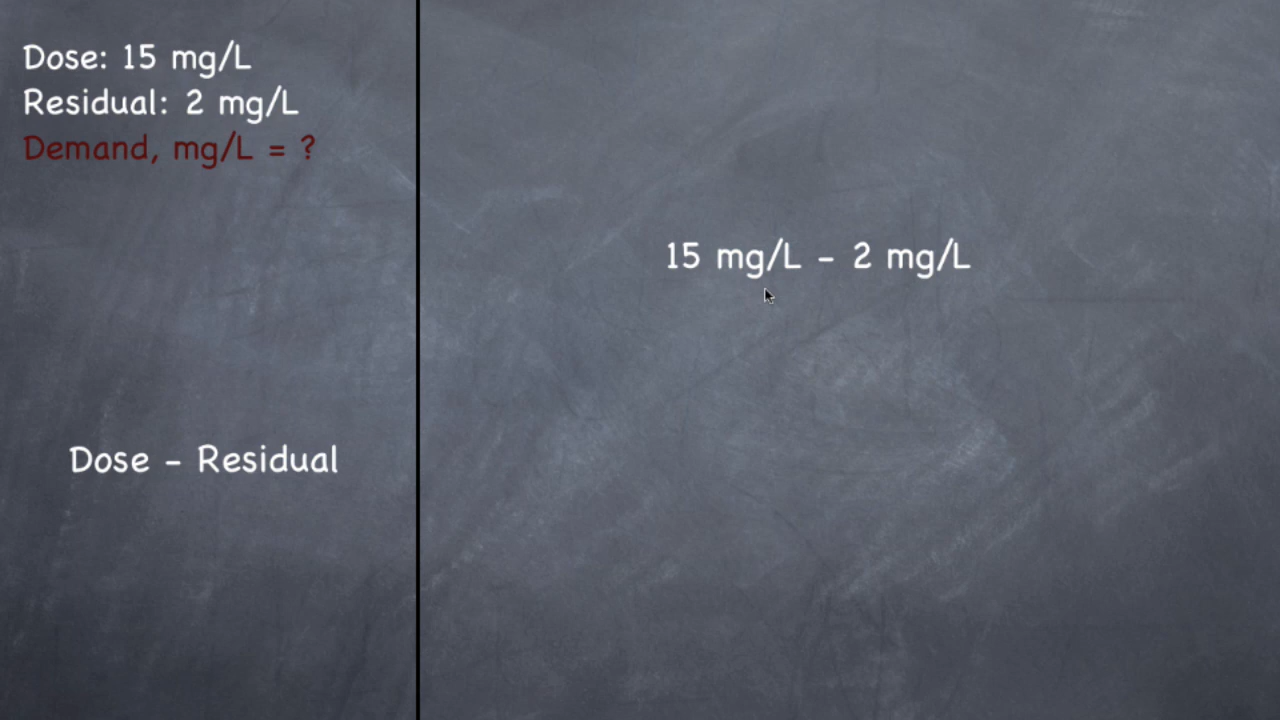 Dose: 15 mg/L
Residual: 2 mg/L
Demand, mg/L = ?
15 mg/L - 2 mg/L
Dose - Residual